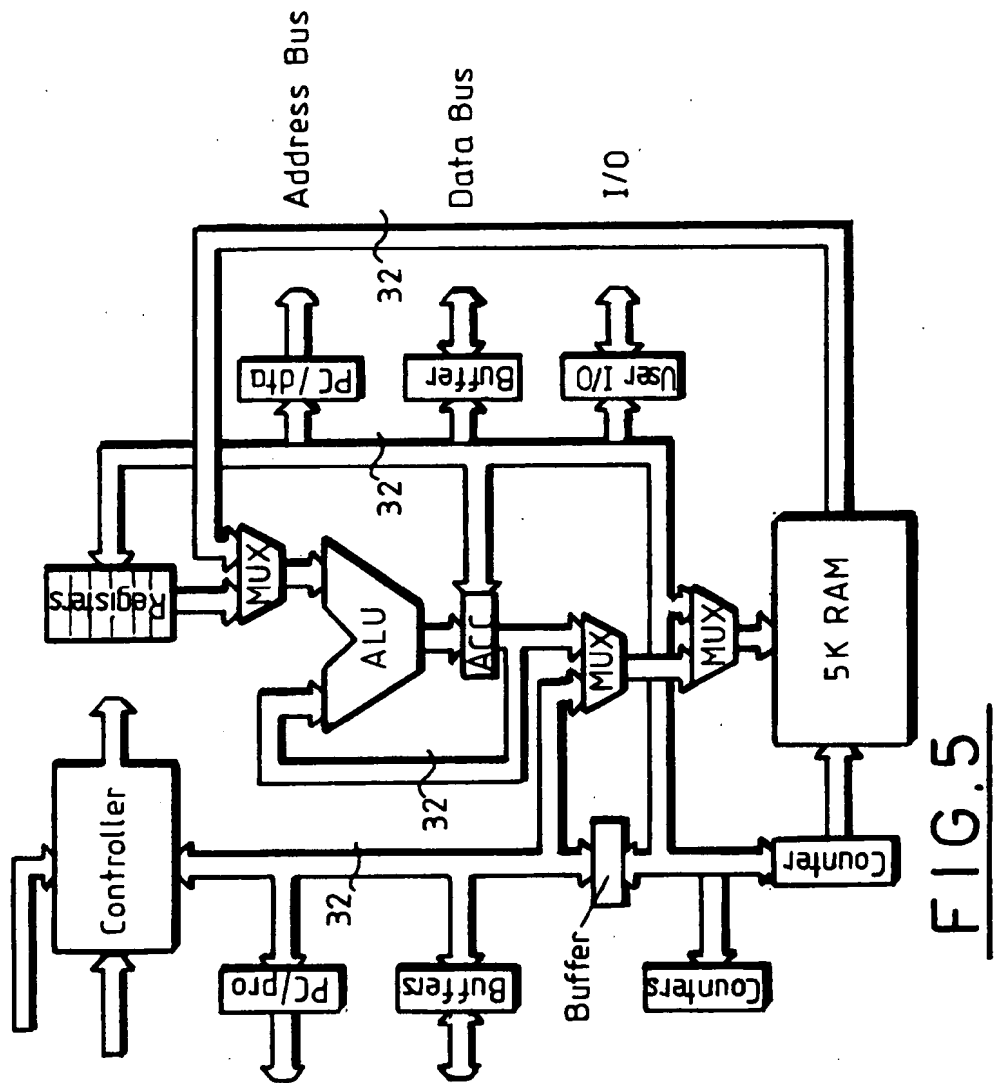 Controller
Registers
Address Bus
MUX
PC/pro
PC/dta
32
32
32
32
ALU
Buffers
ACC
Buffer
Data Bus
Buffer
MUX
User I/O
I/O
Counters
MUX
Counter
5K RAM
FIG.5